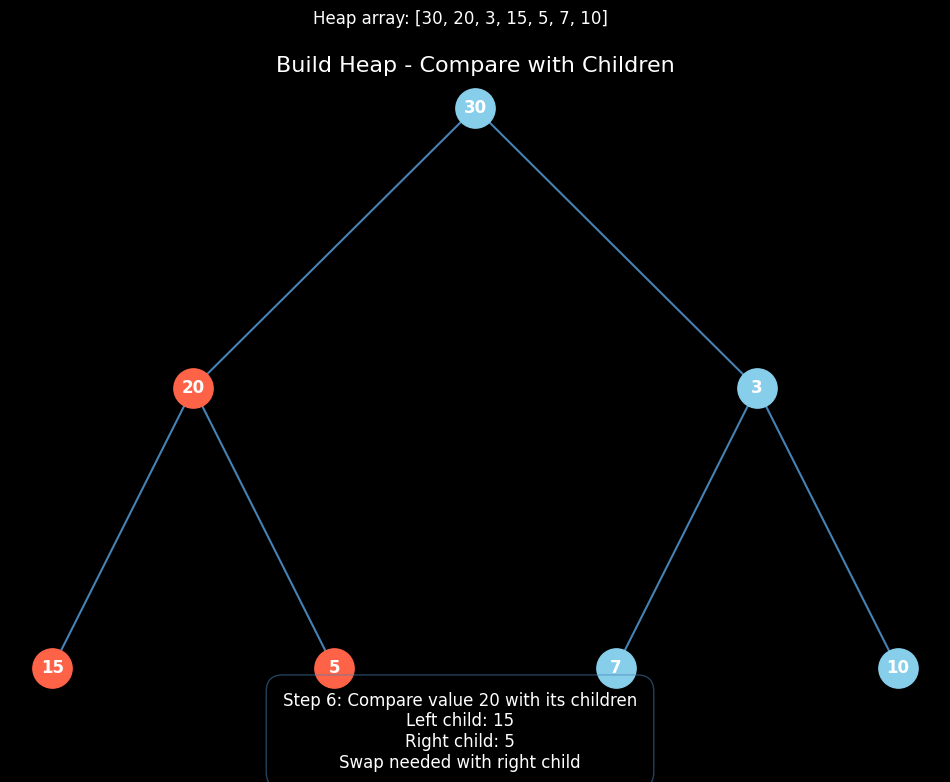 Heap array: [30, 20, 3, 15, 5, 7, 10]
Build Heap - Compare with Children
30
20
3
15
5
7
10
Step 6: Compare value 20 with its children
Left child: 15
Right child: 5
Swap needed with right child